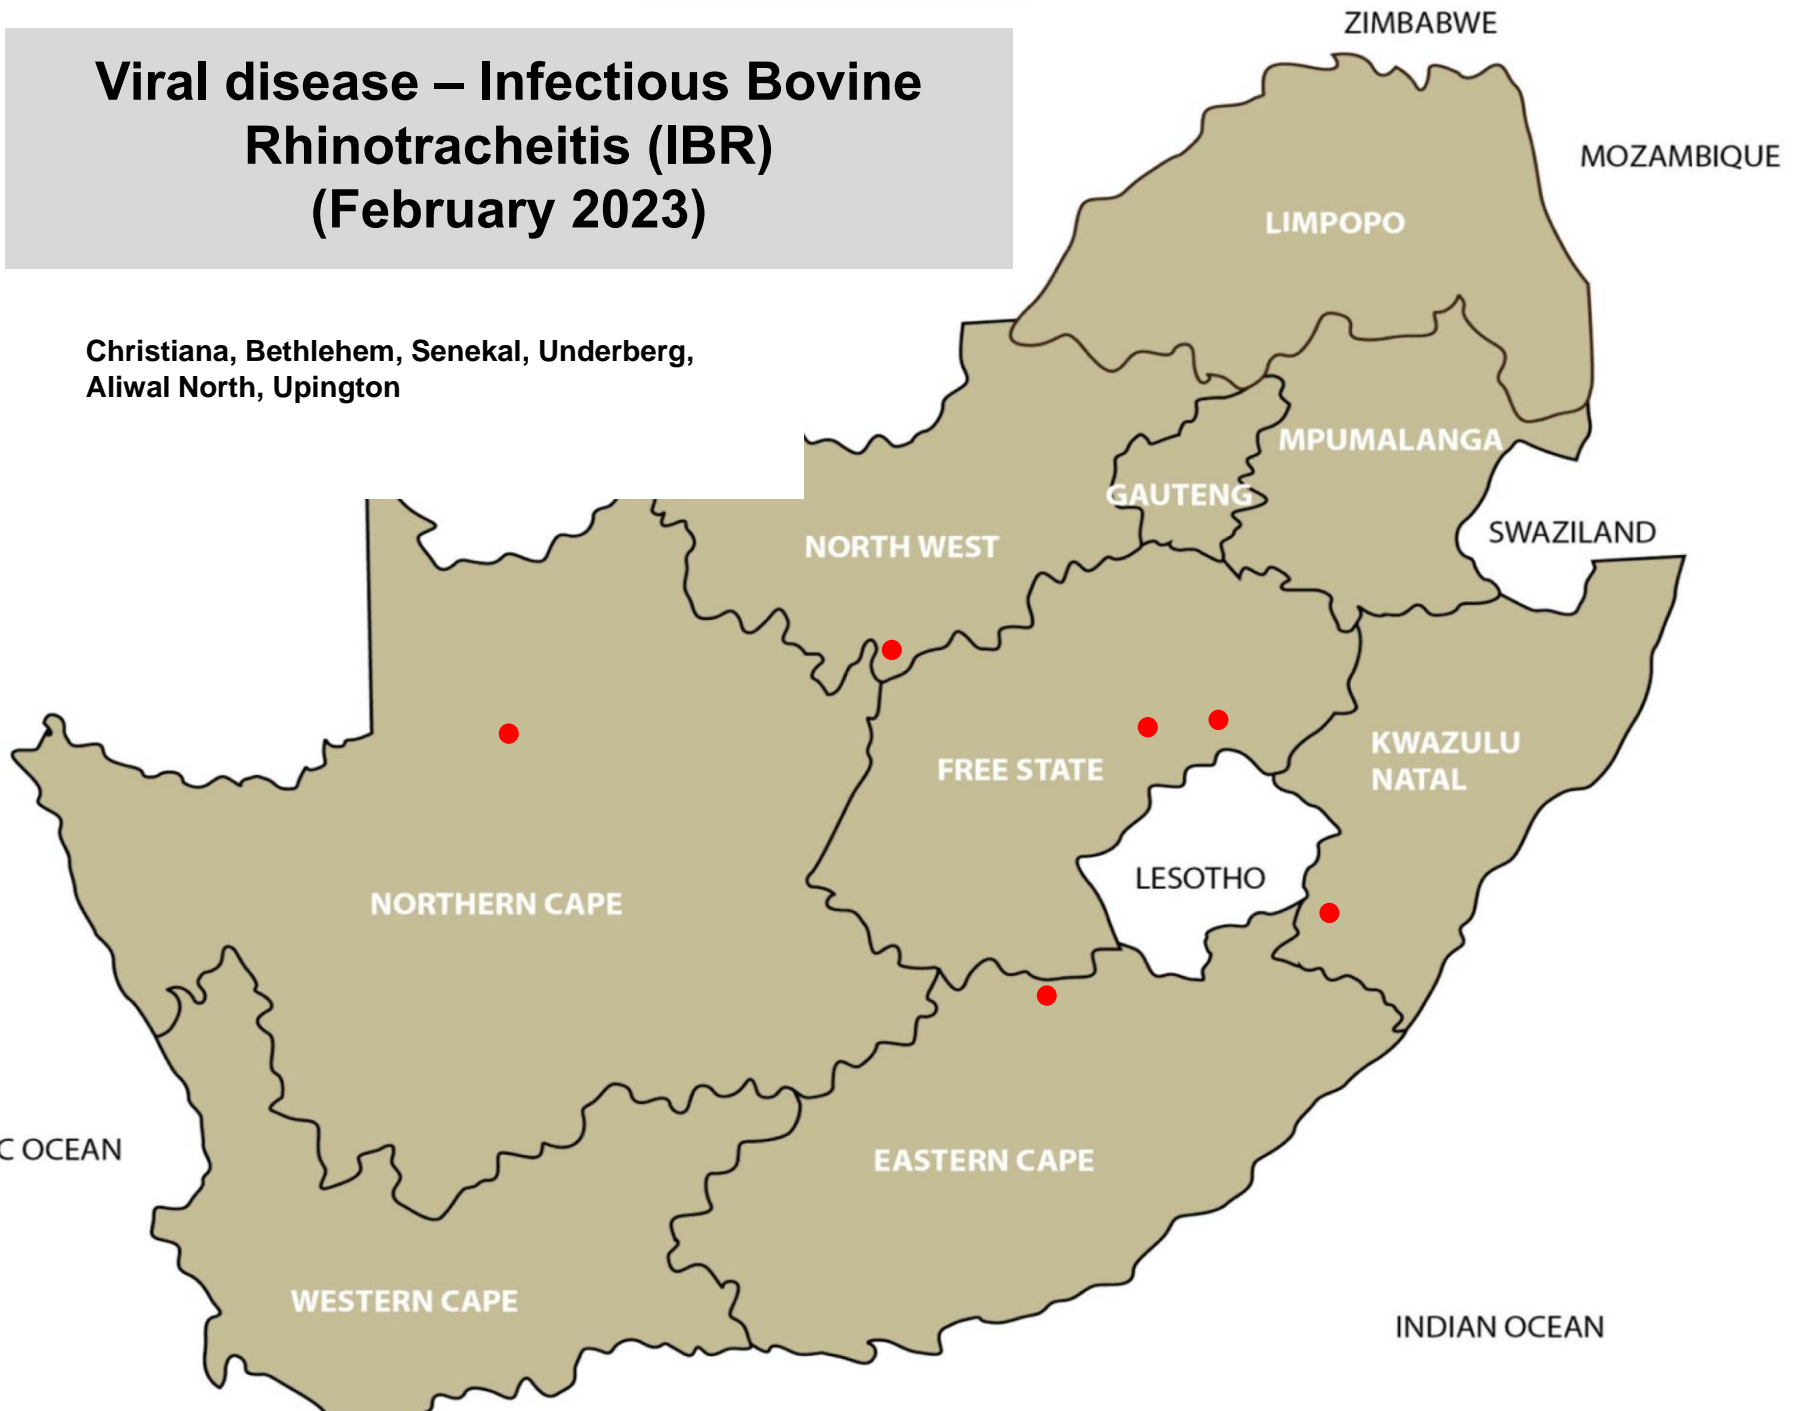 ZIMBABWE
Viral disease – Infectious Bovine
Rhinotracheitis (IBR)
(February 2023)
MOZAMBIQUE
LIMPOPO
Christiana, Bethlehem, Senekal, Underberg,
Aliwal North, Upington
MPUMALANGA
GAUTENG
SWAZILAND
NORTH WEST
KWAZULU
NATAL
FREE STATE
LESOTHO
NORTHERN CAPE
C OCEAN
EASTERN CAPE
WESTERN CAPE
INDIAN OCEAN